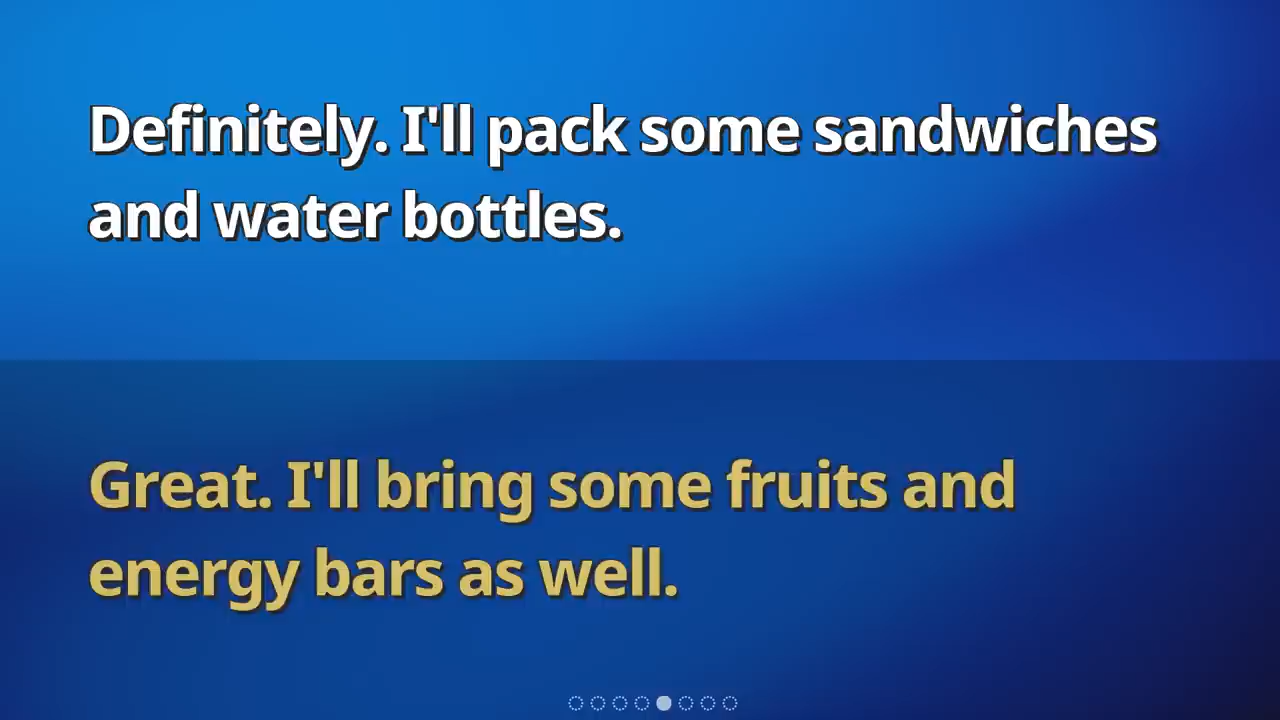 Definitely. I'll pack some sandwiches
and water bottles.
Great. I'll bring some fruits and
energy bars as well.